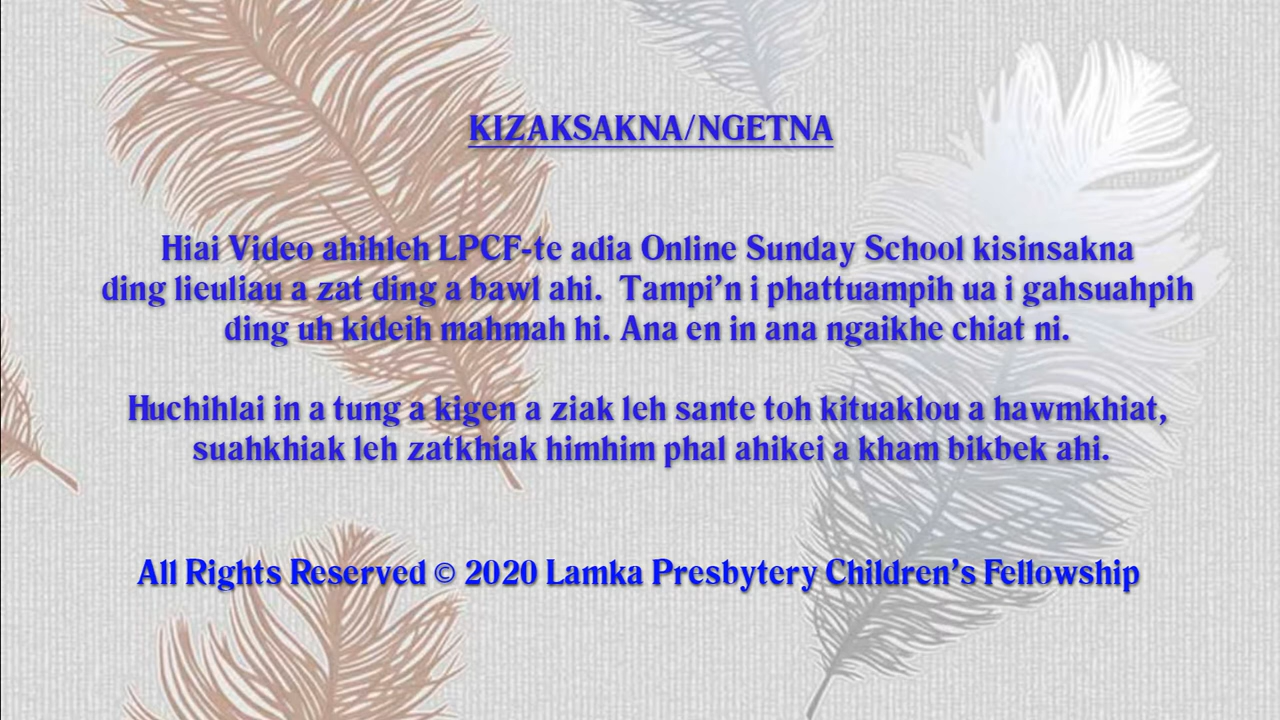 KIZAKSAKNA/NGETNA
Hiai Video ahihleh LPCF-te adia Online Sunday School kisinsakna
ding lieuliau a zat ding a bawl ahi. Tampi'n i phattuampih ua i gahsuahpih
ding uh kideih mahmah hi. Ana en in ana ngaikhe chiat ni.
Huchihlai in a tung a kigen a ziak leh sante toh kituaklou a hawmkhiat,
suahkhiak leh zatkhiak himhim phal ahikei a kham bikbek ahi.
All Rights Reserved © 2020 Lamka Presbytery Children's Fellowship